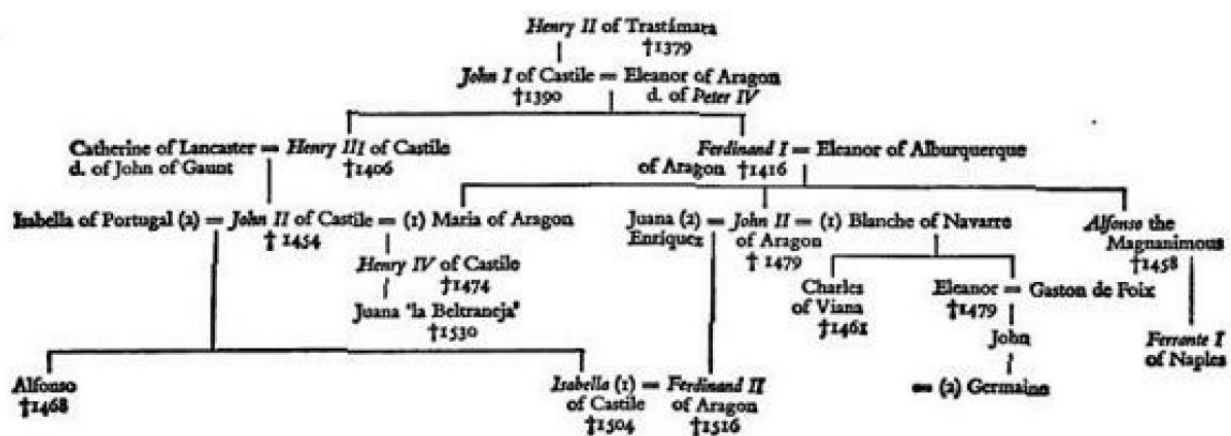 Henry II of Trastámara
†1379
John I of Castile = Eleanor of Aragon
†1390 d. of Peter IV
Catherine of Lancaster = Henry III of Castile Ferdinand I = Eleanor of Alburquerque
d. of John of Gaunt †1406 of Aragon †1416
Isabella of Portugal (2) = John II of Castile = (1) Maria of Aragon Juana (2) = John II = (1) Blanche of Navarre Alfonso the
†1454 Enríquez of Aragon Magnanimous
†1479 †1458
Henry IV of Castile Charles Eleanor = Gaston de Foix
†1474 of Viana †1479
Juana 'la Beltraneja' †1461
†1530 John Ferrante I
of Naples
Alfonso Isabella (1) = Ferdinand II = (2) Germaine
†1468 of Castile of Aragon
†1504 †1516